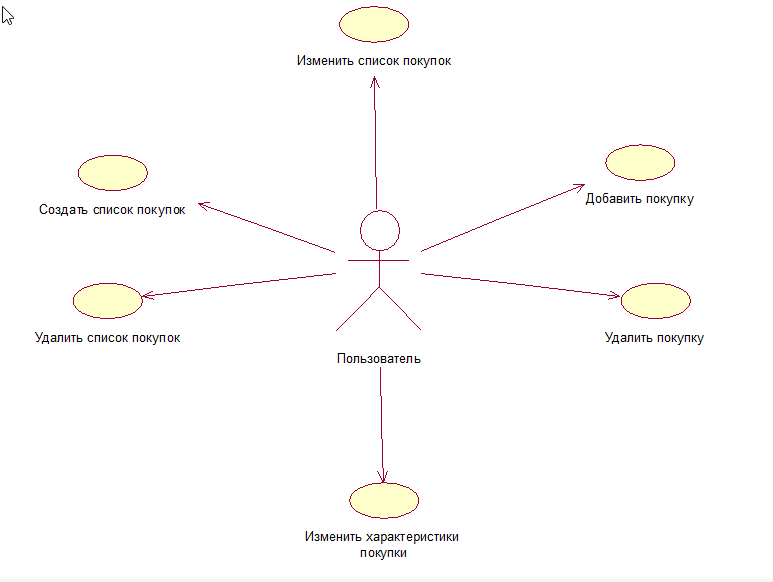 Изменить список покупок
Создать список покупок
Добавить покупку
Удалить список покупок
Удалить покупку
Пользователь
Изменить характеристики
покупки